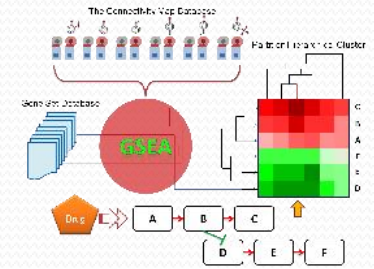 The Connectivity Map Database
Partition Hierarchical Cluster
Gene Set Database
GSEA
C
B
A
F
E
D
Drug
A
B
C
D
E
F